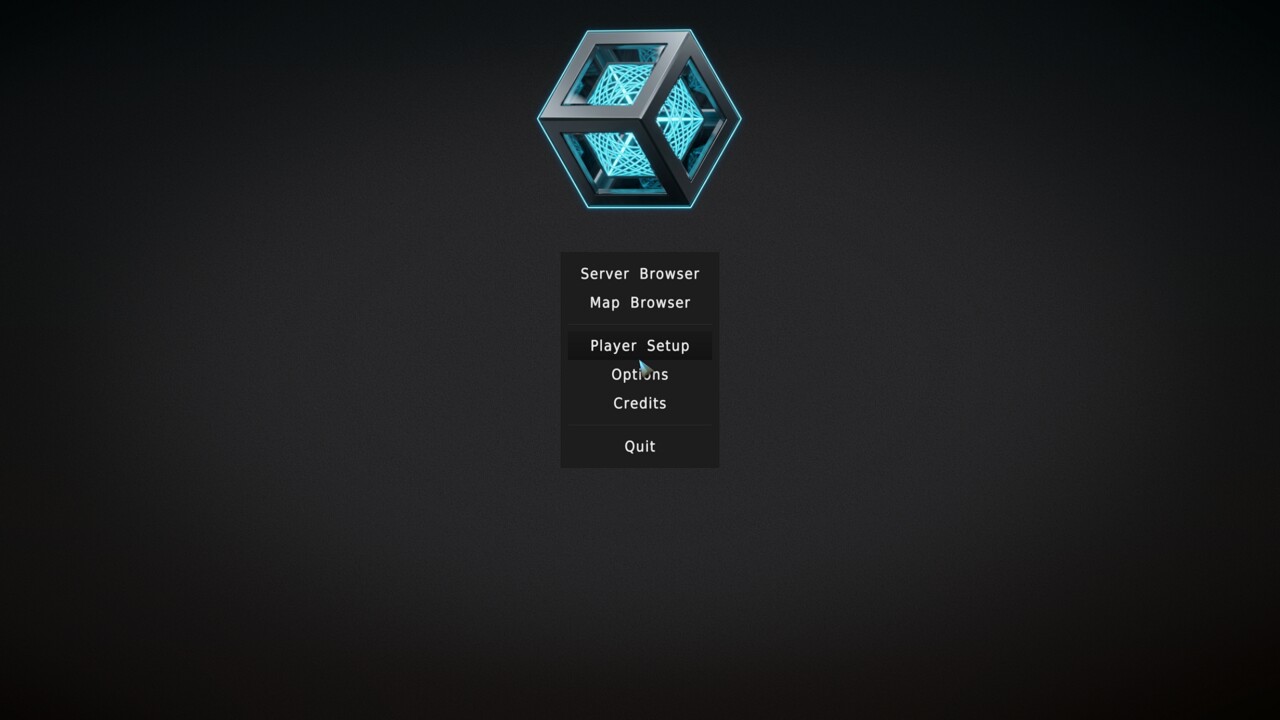 Server Browser
Map Browser
Player Setup
Options
Credits
Quit